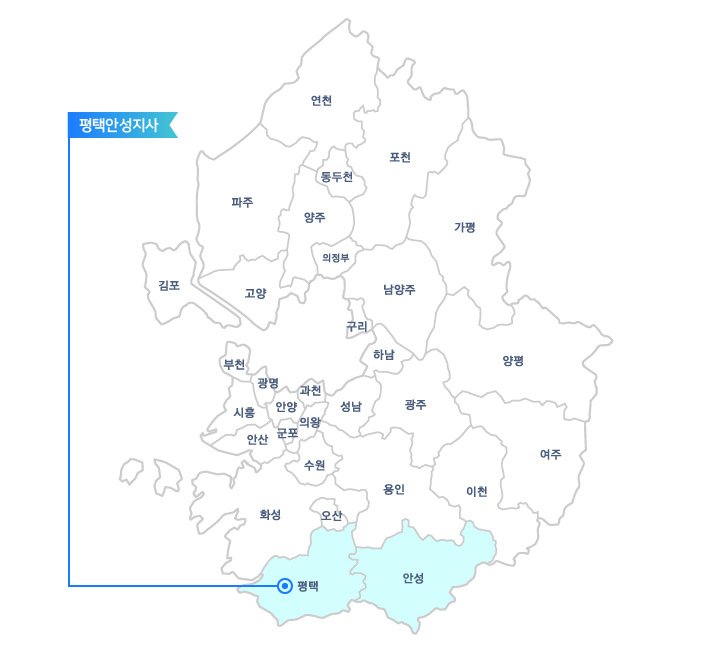 연천
평택안성지사
포천
동두천
파주
양주
가평
의정부
김포
고양
남양주
구리
하남
양평
부천
광명
과천
시흥
안양
성남
광주
의왕
군포
안산
여주
수원
용인
이천
화성
오산
안성
평택